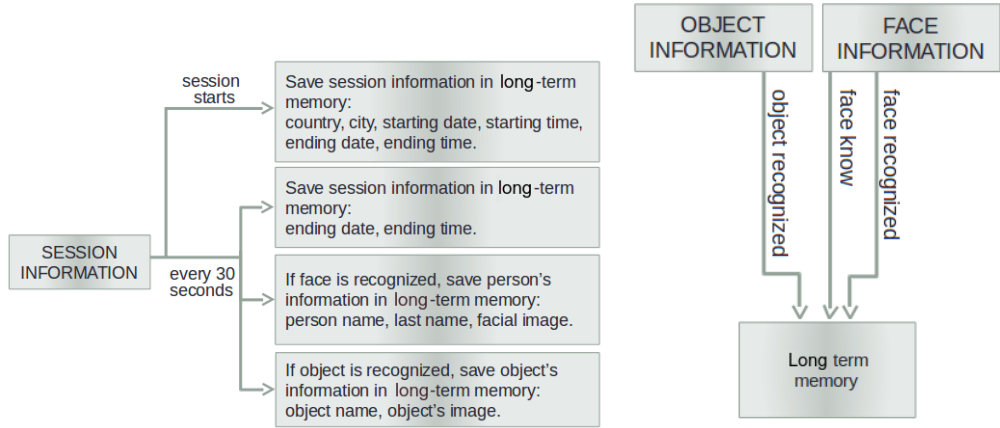 session
starts
Save session information in long-term
memory:
country, city, starting date, starting time,
ending date, ending time.
Save session information in long-term
memory:
ending date, ending time.
SESSION
INFORMATION
every 30
seconds
If face is recognized, save person's
information in long-term memory:
person name, last name, facial image.
If object is recognized, save object's
information in long-term memory:
object name, object's image.
OBJECT
INFORMATION
FACE
INFORMATION
object recognized
face know
face recognized
Long term
memory